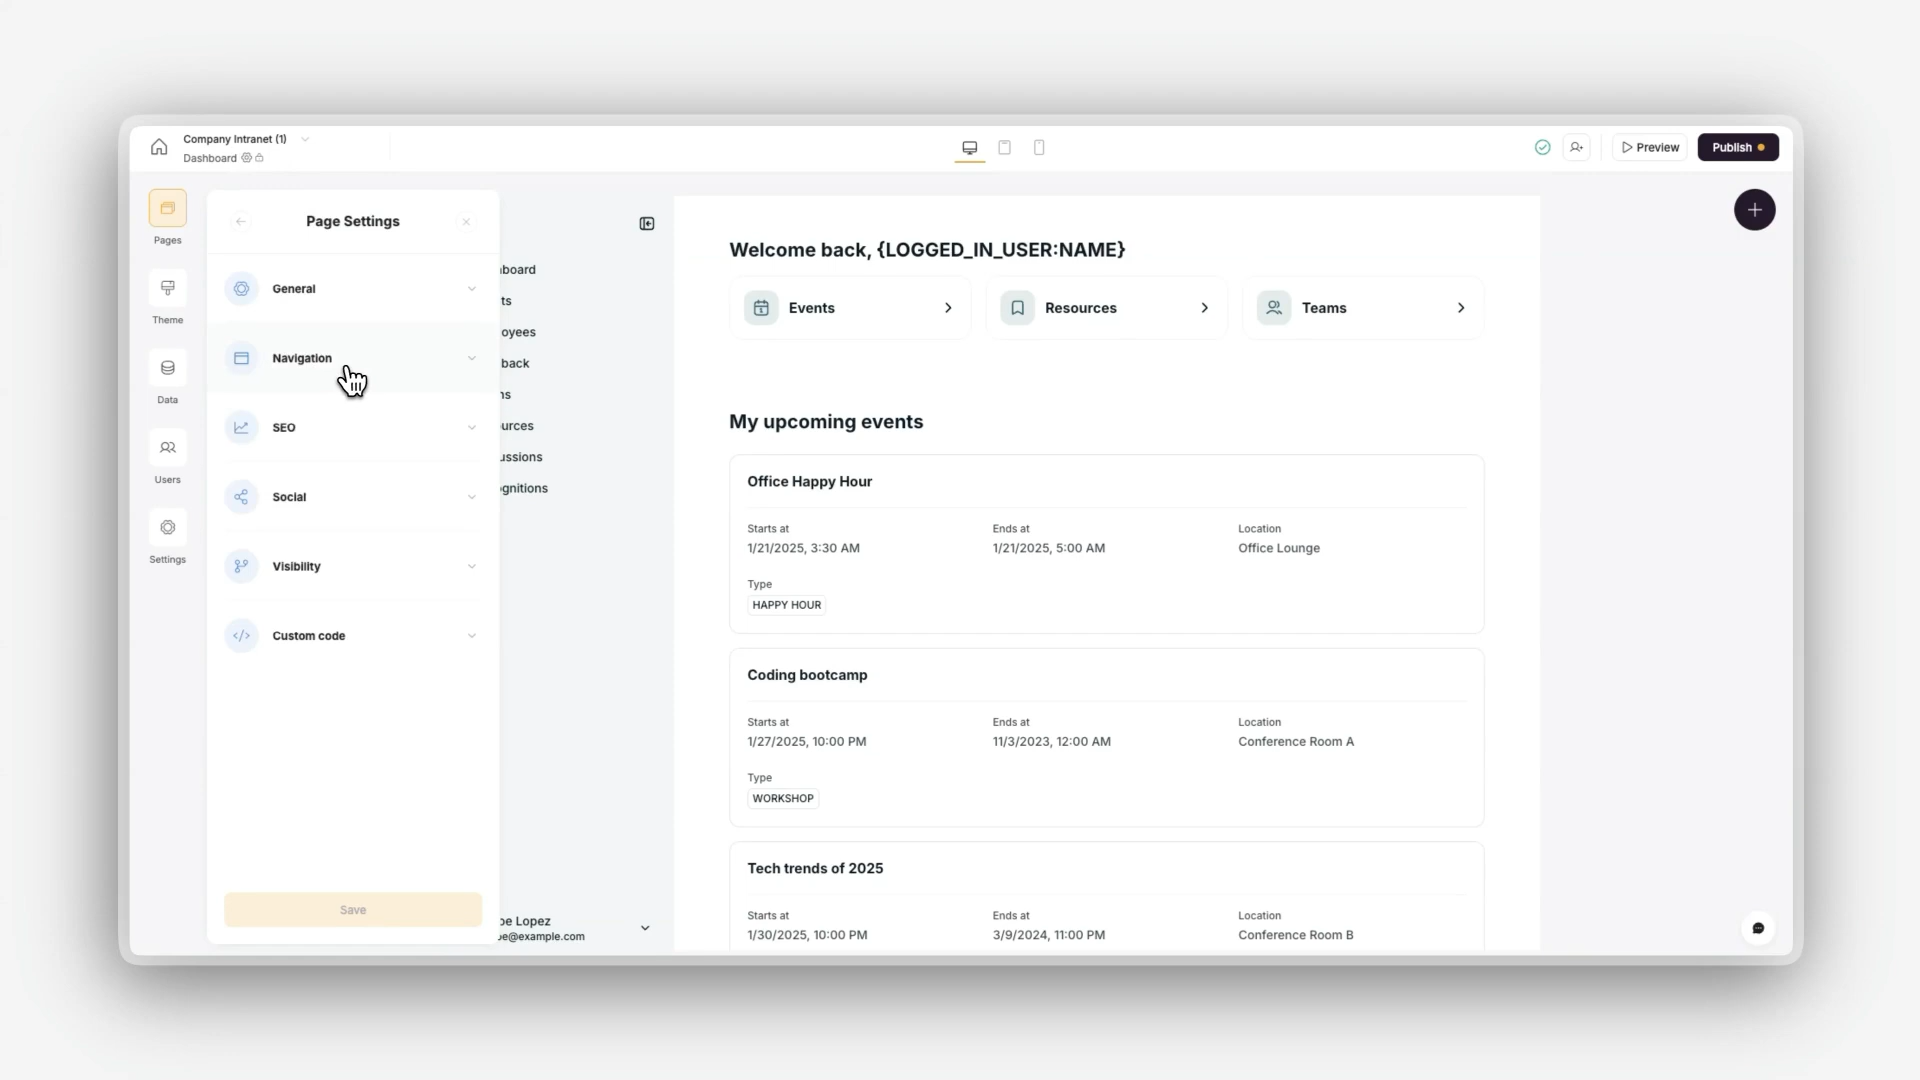 Company Intranet (1)
Dashboard
Preview
Publish
Pages
Theme
Data
Users
Settings
Page Settings
General
Navigation
SEO
Social
Visibility
Custom code
Save
board
ts
oyees
back
ns
urces
ussions
gnitions
oe Lopez
oe@example.com
Welcome back, {LOGGED_IN_USER:NAME}
Events
Resources
Teams
My upcoming events
Office Happy Hour
Starts at
1/21/2025, 3:30 AM
Ends at
1/21/2025, 5:00 AM
Location
Office Lounge
Type
HAPPY HOUR
Coding bootcamp
Starts at
1/27/2025, 10:00 PM
Ends at
11/3/2023, 12:00 AM
Location
Conference Room A
Type
WORKSHOP
Tech trends of 2025
Starts at
1/30/2025, 10:00 PM
Ends at
3/9/2024, 11:00 PM
Location
Conference Room B